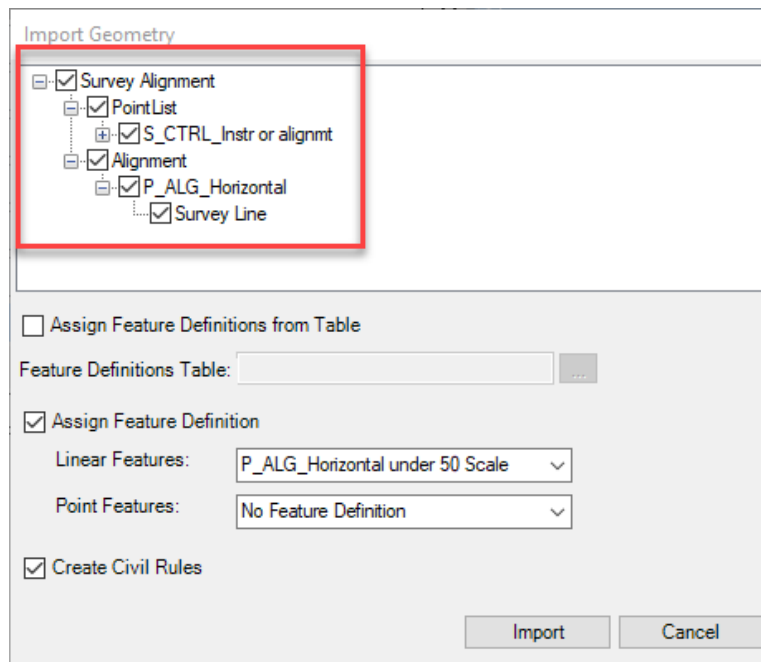 Import Geometry
Survey Alignment
PointList
S_CTRL_Instr or alignmt
Alignment
P_ALG_Horizontal
Survey Line
Assign Feature Definitions from Table
Feature Definitions Table:
...
Assign Feature Definition
Linear Features:
P_ALG_Horizontal under 50 Scale
Point Features:
No Feature Definition
Create Civil Rules
Import
Cancel